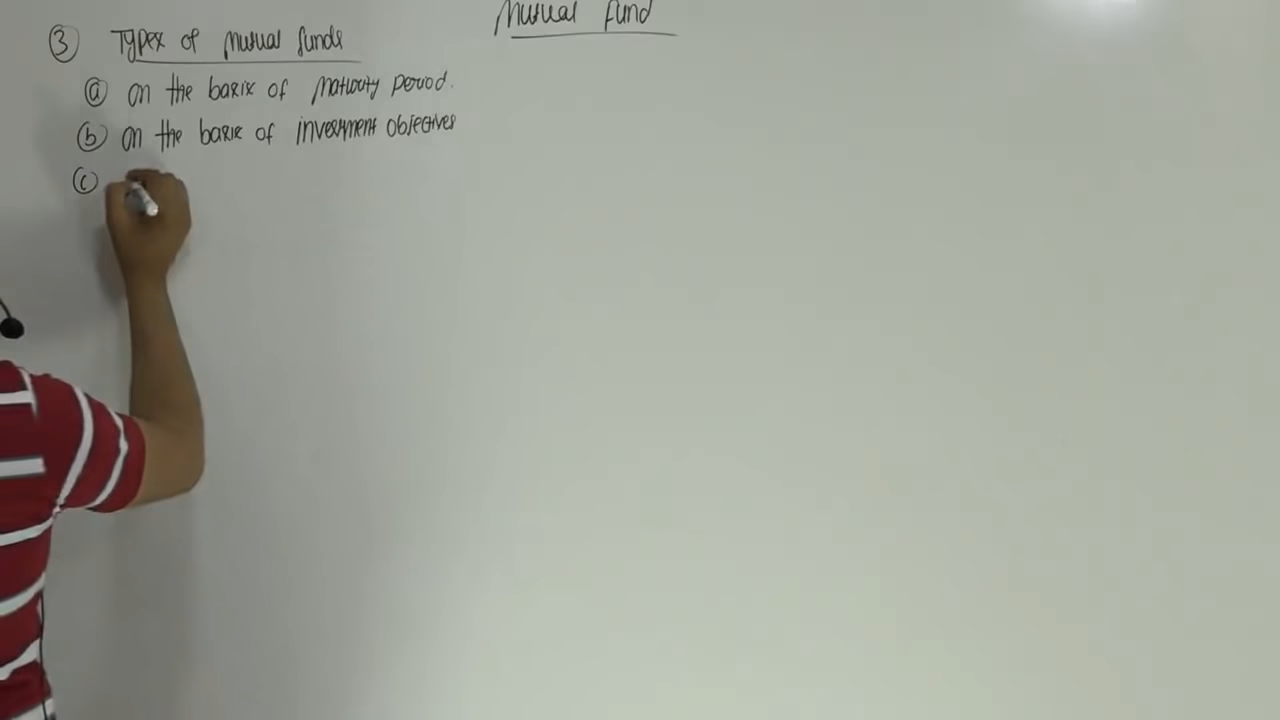 Mutual Fund
③ Types of Mutual funds
ⓐ on the basis of Maturity period.
ⓑ on the basis of investment objectives
ⓒ